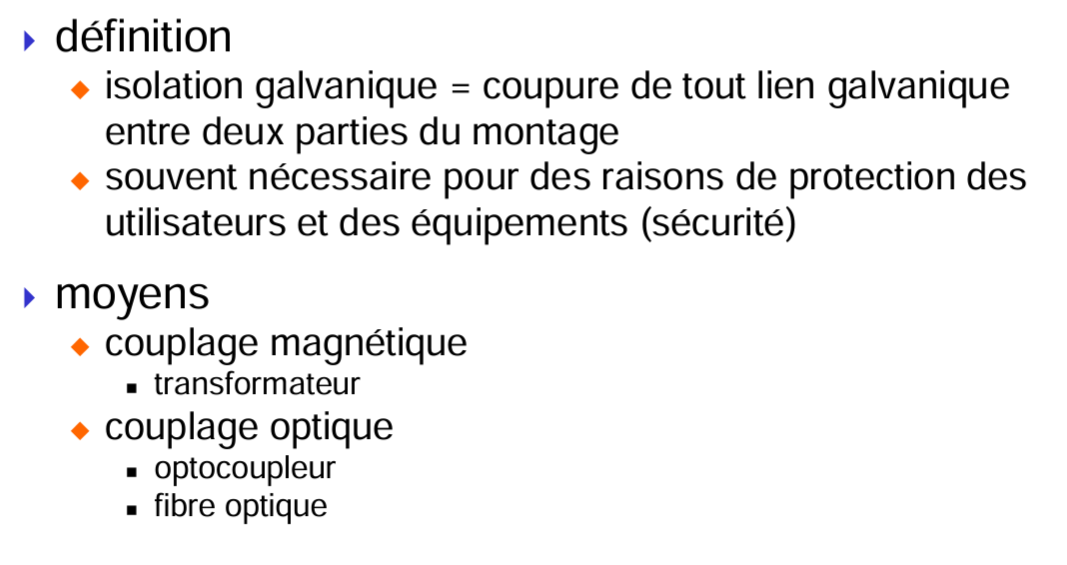 définition
isolation galvanique = coupure de tout lien galvanique
entre deux parties du montage
souvent nécessaire pour des raisons de protection des
utilisateurs et des équipements (sécurité)
moyens
couplage magnétique
transformateur
couplage optique
optocoupleur
fibre optique